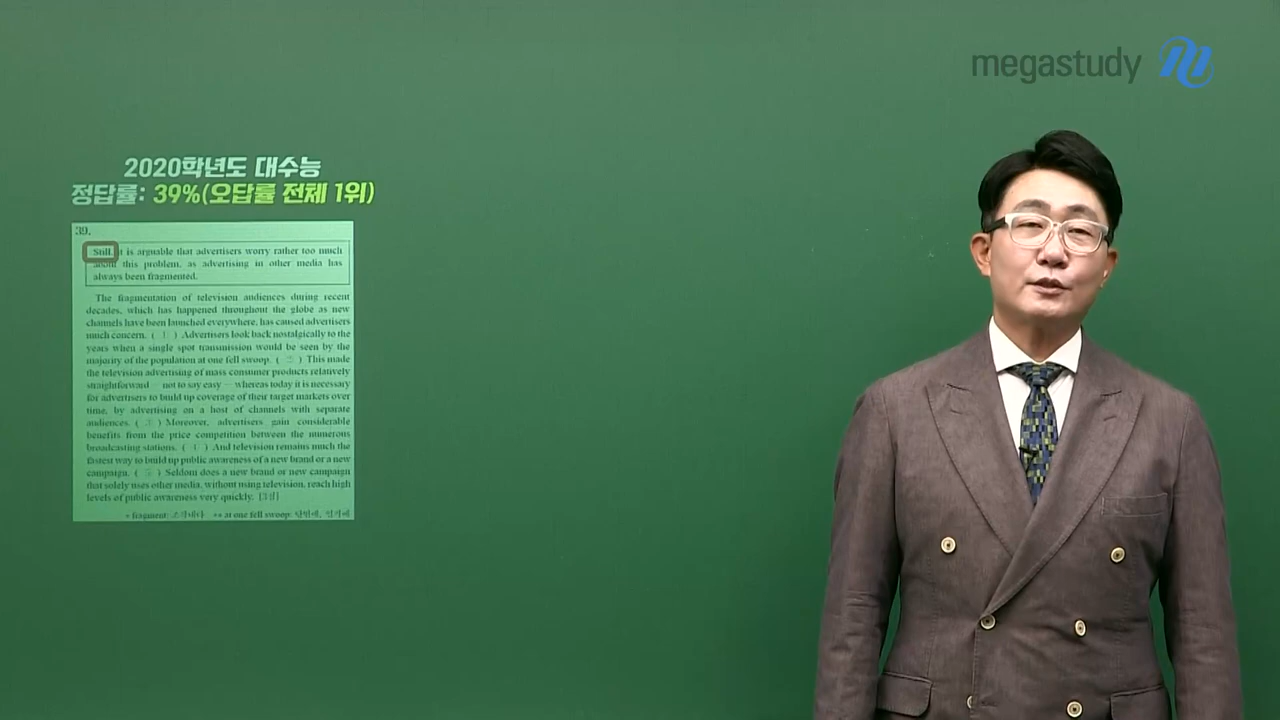 megastudy
2020학년도 대수능
정답률: 39%(오답률 전체 1위)
39.
Still, it is arguable that advertisers worry rather too much
about this problem, as advertising in other media has
always been fragmented.
The fragmentation of television audiences during recent
decades, which has happened throughout the globe as new
channels have been launched everywhere, has caused advertisers
much concern. ( 1 ) Advertisers look back nostalgically to the
years when a single spot transmission would be seen by the
majority of the population at one fell swoop. ( 2 ) This made
the television advertising of mass consumer products relatively
straightforward — not to say easy — whereas today it is necessary
for advertisers to build up coverage of their target markets over
time, by advertising on a host of channels with separate
audiences. ( 3 ) Moreover, advertisers gain considerable
benefits from the price competition between the numerous
broadcasting stations. ( 4 ) And television remains much the
fastest way to build up public awareness of a new brand or a new
campaign. ( 5 ) Seldom does a new brand or new campaign
that solely uses other media, without using television, reach high
levels of public awareness very quickly. [3점]
* fragment: 조각내다 ** at one fell swoop: 단번에, 일거에